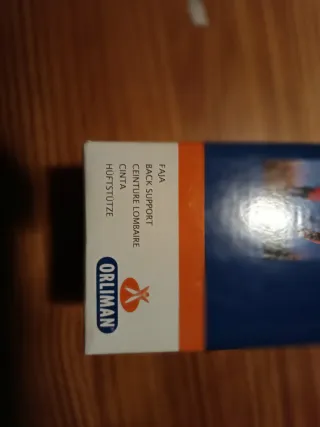 FAJA
BACK SUPPORT
CEINTURE LOMBAIRE
CINTA
HÜFTSTÜTZE
ORLIMAN